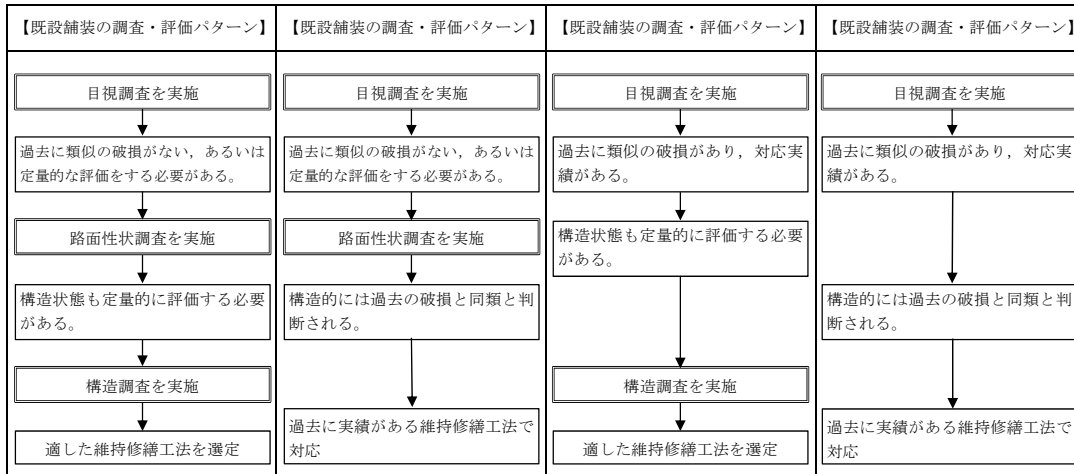 【既設舗装の調査・評価パターン】
目視調査を実施
過去に類似の破損がない，あるいは
定量的な評価をする必要がある。
路面性状調査を実施
構造状態も定量的に評価する必要
がある。
構造調査を実施
適した維持修繕工法を選定
【既設舗装の調査・評価パターン】
目視調査を実施
過去に類似の破損がない，あるいは
定量的な評価をする必要がある。
路面性状調査を実施
構造的には過去の破損と同類と判
断される。
過去に実績がある維持修繕工法で
対応
【既設舗装の調査・評価パターン】
目視調査を実施
過去に類似の破損があり，対応実
績がある。
構造状態も定量的に評価する必要
がある。
構造調査を実施
適した維持修繕工法を選定
【既設舗装の調査・評価パターン】
目視調査を実施
過去に類似の破損があり，対応実
績がある。
構造的には過去の破損と同類と判
断される。
過去に実績がある維持修繕工法で
対応